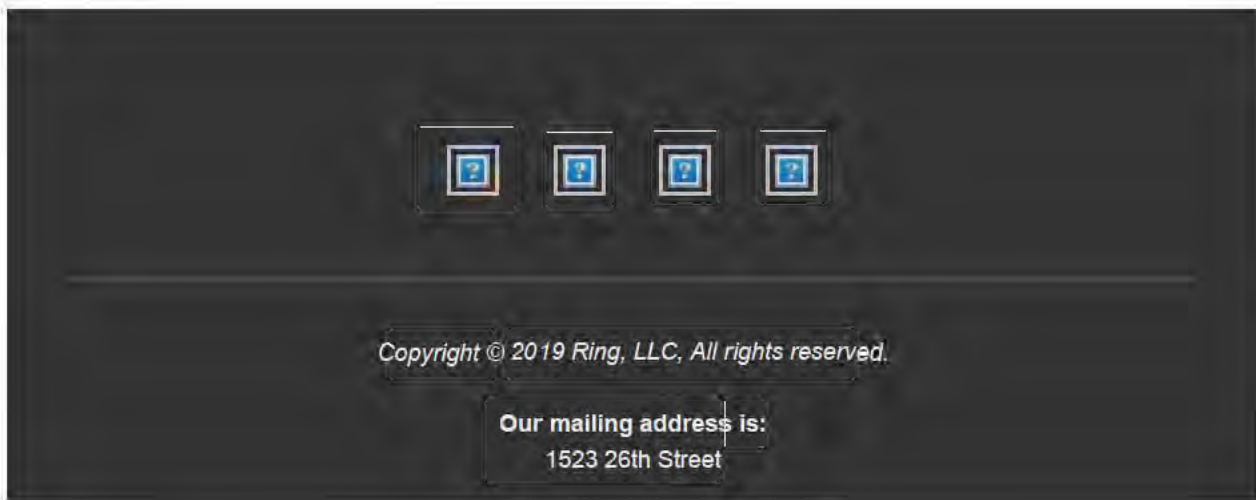 ? ? ? ?
Copyright © 2019 Ring, LLC, All rights reserved.
Our mailing address is:
1523 26th Street